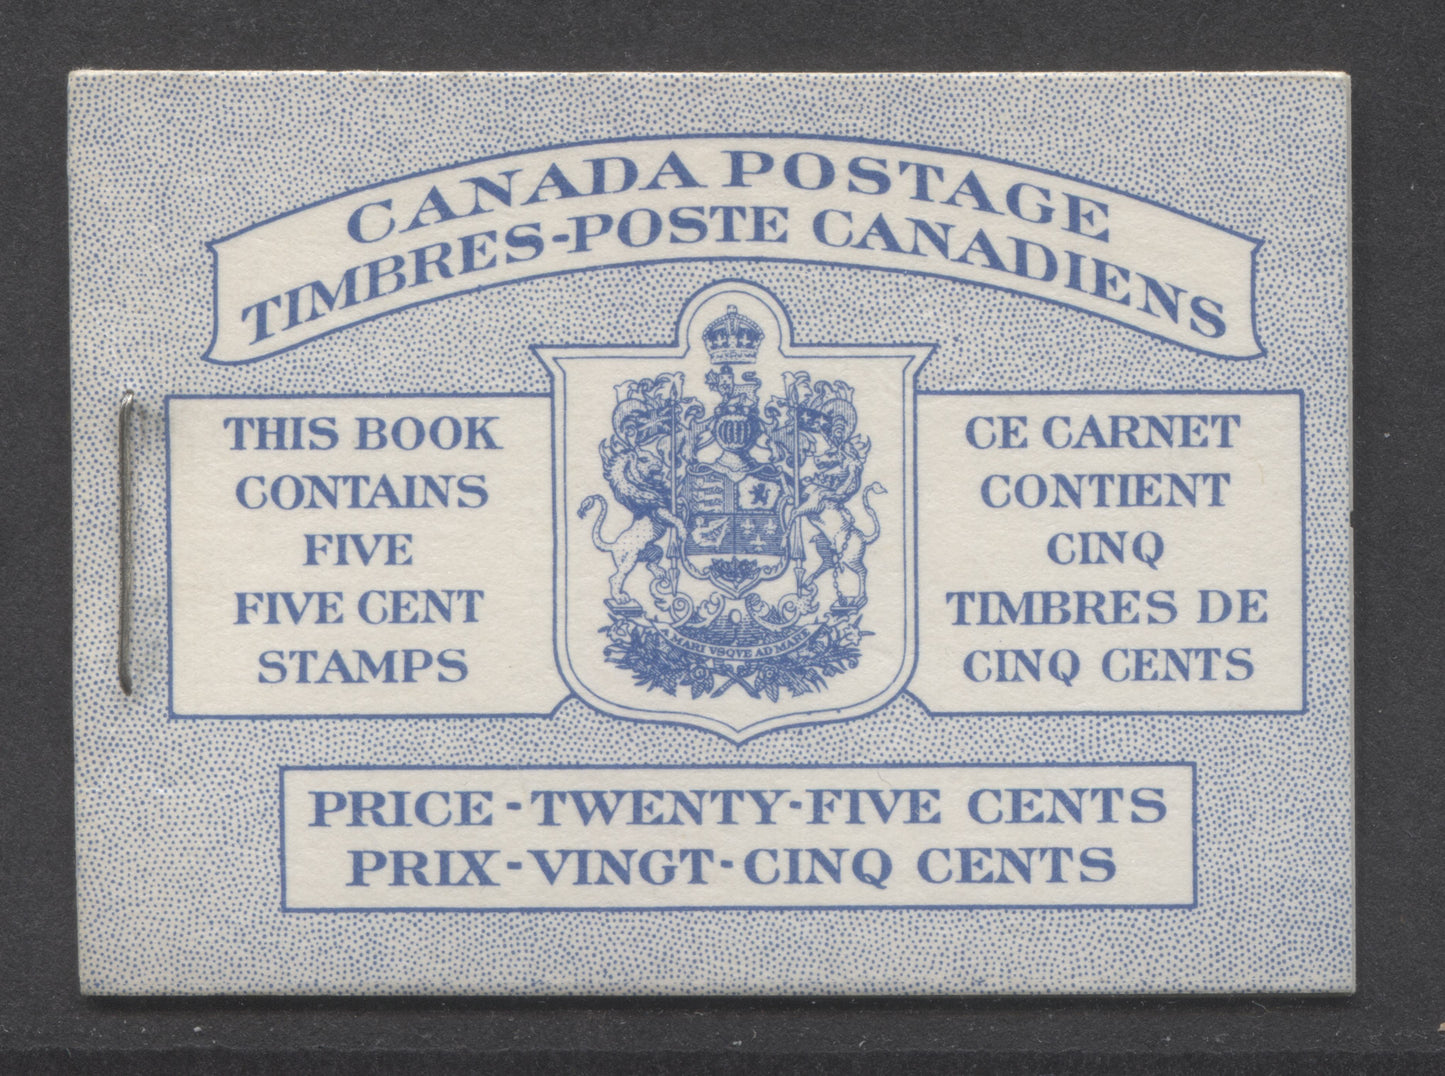 CANADA POSTAGE
TIMBRES-POSTE CANADIENS
THIS BOOK
CONTAINS
FIVE
FIVE CENT
STAMPS
A MARI VSQVE AD MARE
CE CARNET
CONTIENT
CINQ
TIMBRES DE
CINQ CENTS
PRICE-TWENTY-FIVE CENTS
PRIX-VINGT-CINQ CENTS